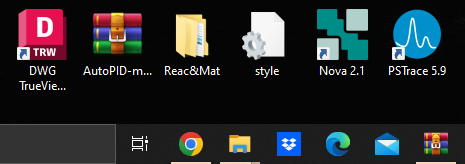 D
TRW
DWG
TrueVie...
AutoPID-m...
Reac&Mat
style
Nova 2.1
PSTrace 5.9